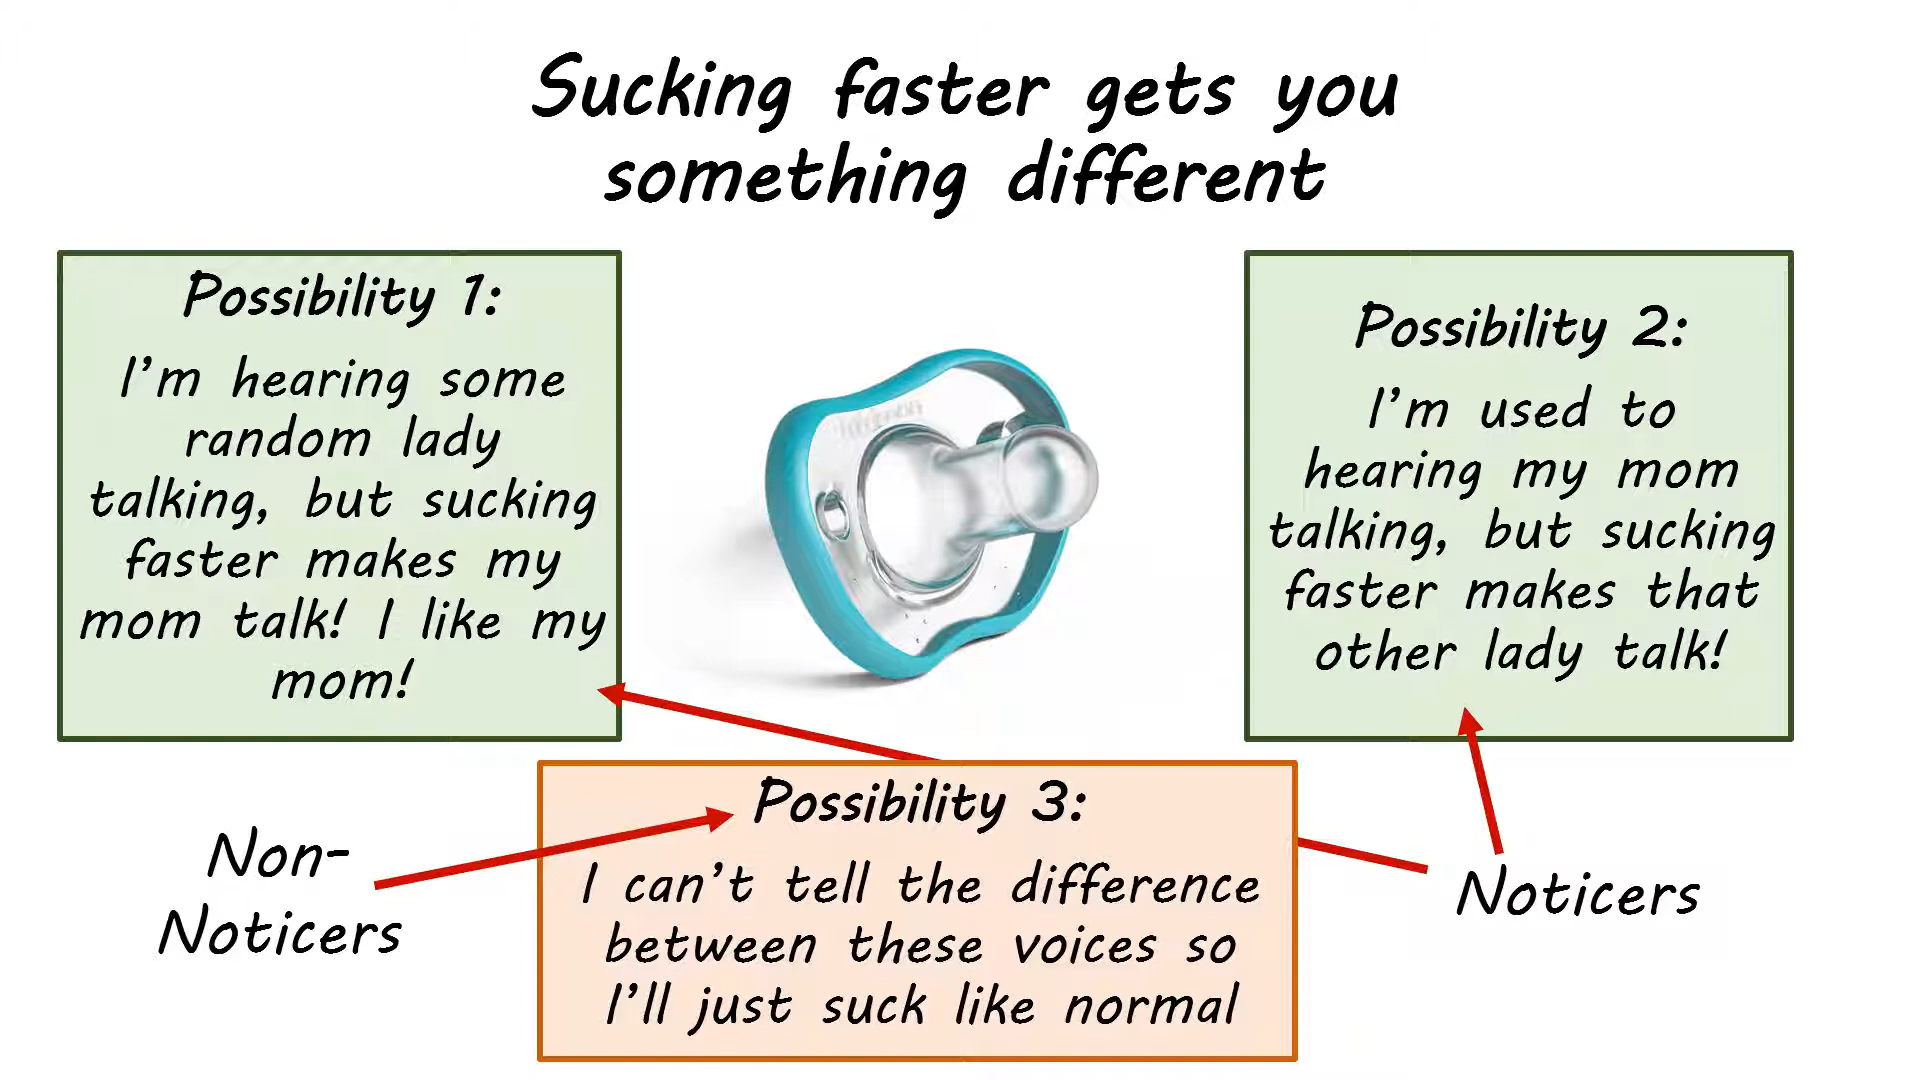 Sucking faster gets you
something different
Possibility 1:
I'm hearing some
random lady
talking, but sucking
faster makes my
mom talk! I like my
mom!
Possibility 2:
I'm used to
hearing my mom
talking, but sucking
faster makes that
other lady talk!
Possibility 3:
I can't tell the difference
between these voices so
I'll just suck like normal
Non-
Noticers
Noticers